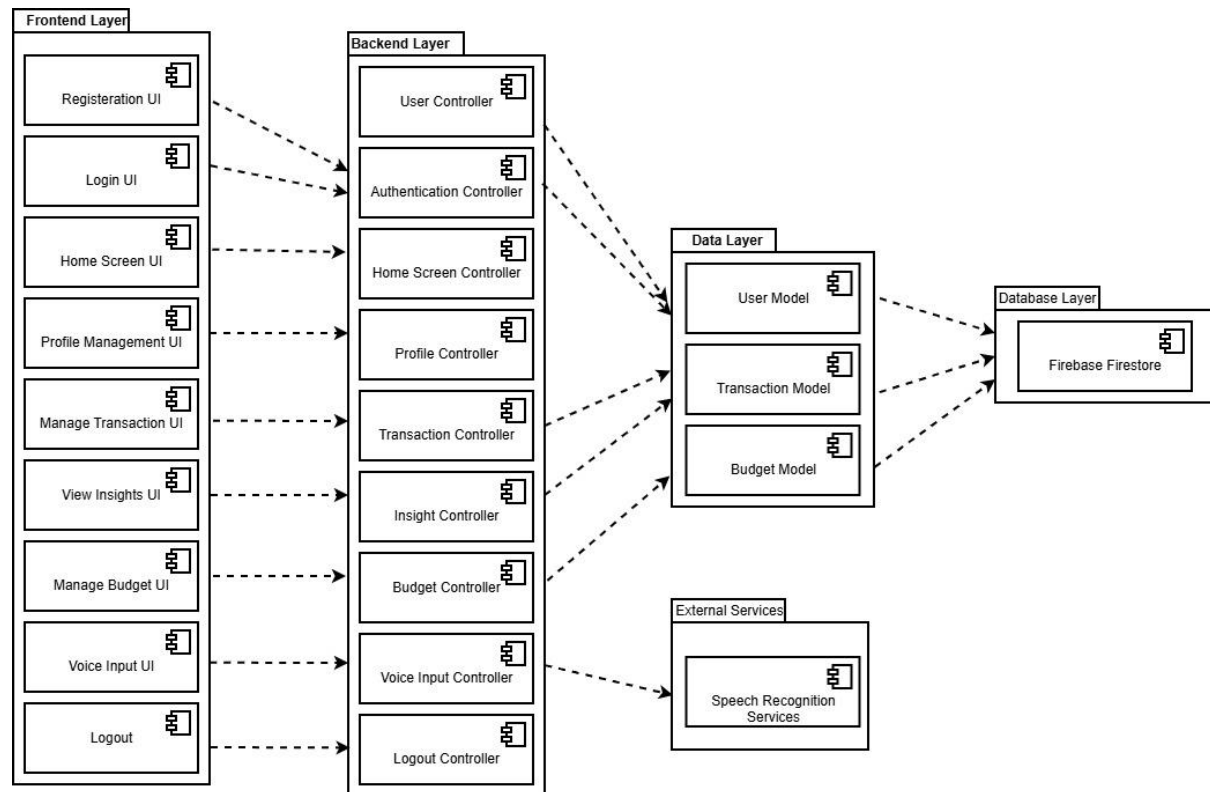 Frontend Layer
Registeration UI
Login UI
Home Screen UI
Profile Management UI
Manage Transaction UI
View Insights UI
Manage Budget UI
Voice Input UI
Logout
Backend Layer
User Controller
Authentication Controller
Home Screen Controller
Profile Controller
Transaction Controller
Insight Controller
Budget Controller
Voice Input Controller
Logout Controller
Data Layer
User Model
Transaction Model
Budget Model
External Services
Speech Recognition
Services
Database Layer
Firebase Firestore